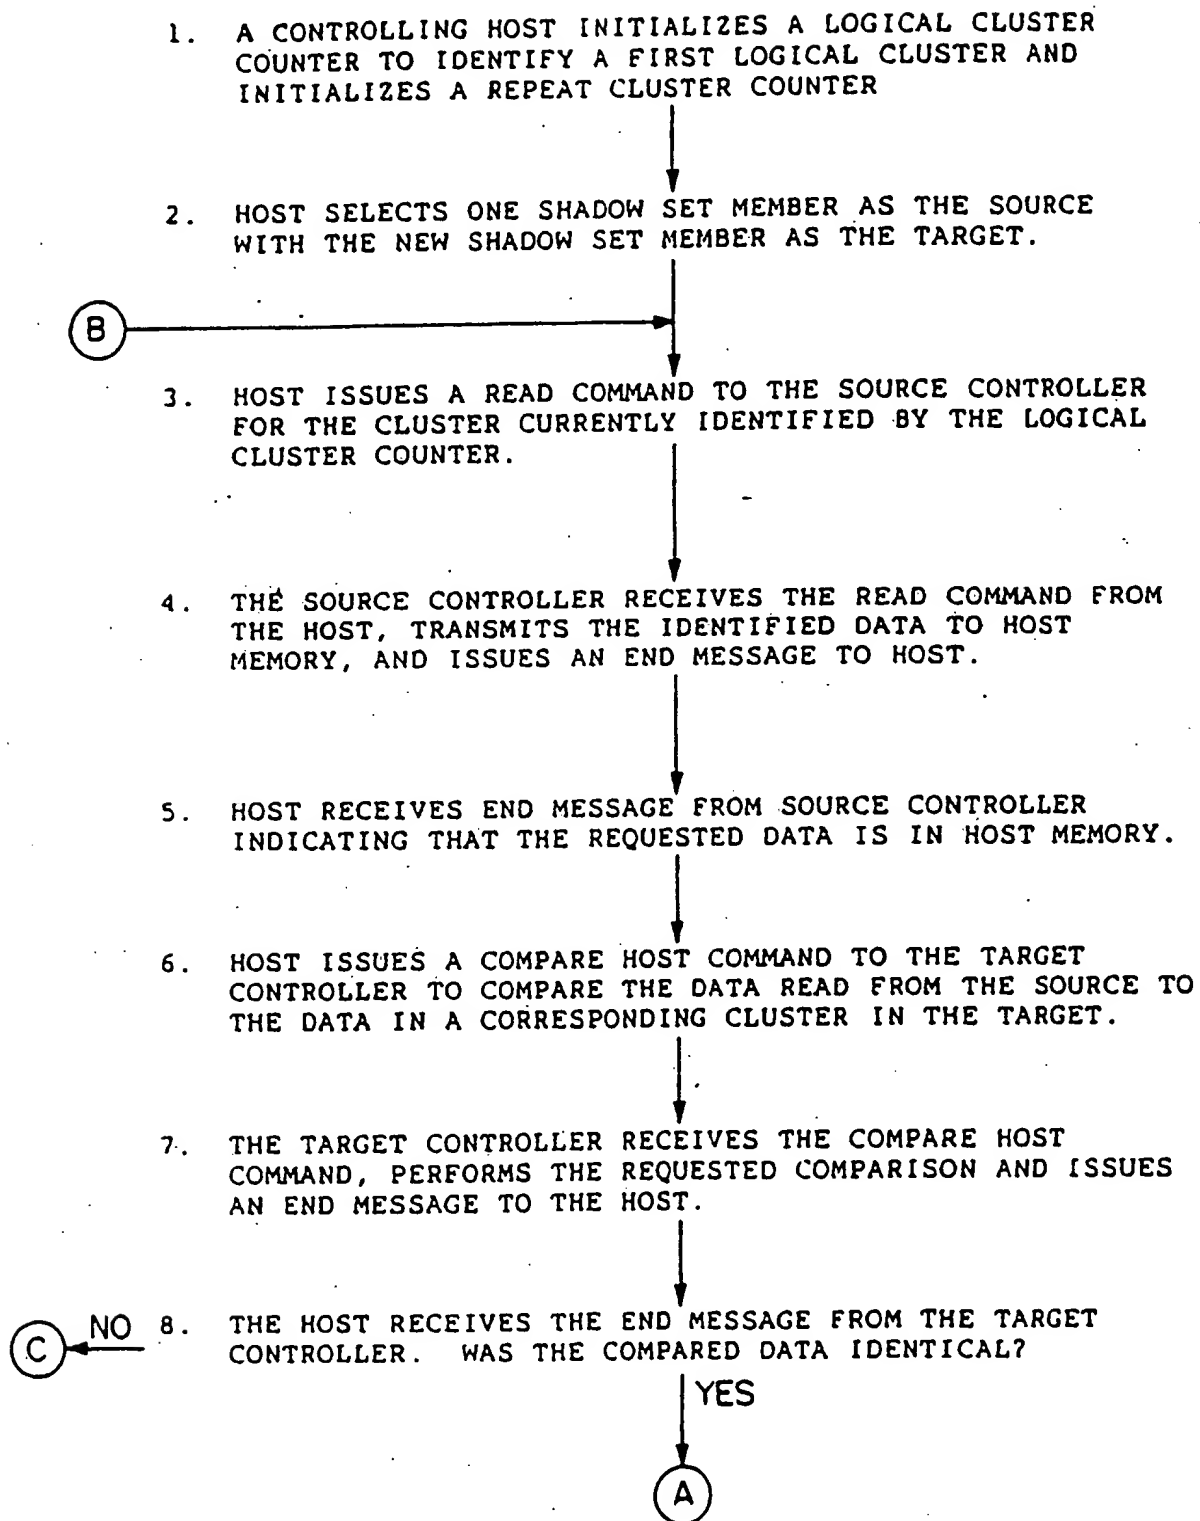 1. A CONTROLLING HOST INITIALIZES A LOGICAL CLUSTER
COUNTER TO IDENTIFY A FIRST LOGICAL CLUSTER AND
INITIALIZES A REPEAT CLUSTER COUNTER
2. HOST SELECTS ONE SHADOW SET MEMBER AS THE SOURCE
WITH THE NEW SHADOW SET MEMBER AS THE TARGET.
B
3. HOST ISSUES A READ COMMAND TO THE SOURCE CONTROLLER
FOR THE CLUSTER CURRENTLY IDENTIFIED BY THE LOGICAL
CLUSTER COUNTER.
4. THE SOURCE CONTROLLER RECEIVES THE READ COMMAND FROM
THE HOST, TRANSMITS THE IDENTIFIED DATA TO HOST
MEMORY, AND ISSUES AN END MESSAGE TO HOST.
5. HOST RECEIVES END MESSAGE FROM SOURCE CONTROLLER
INDICATING THAT THE REQUESTED DATA IS IN HOST MEMORY.
6. HOST ISSUES A COMPARE HOST COMMAND TO THE TARGET
CONTROLLER TO COMPARE THE DATA READ FROM THE SOURCE TO
THE DATA IN A CORRESPONDING CLUSTER IN THE TARGET.
7. THE TARGET CONTROLLER RECEIVES THE COMPARE HOST
COMMAND, PERFORMS THE REQUESTED COMPARISON AND ISSUES
AN END MESSAGE TO THE HOST.
C NO 8. THE HOST RECEIVES THE END MESSAGE FROM THE TARGET
CONTROLLER. WAS THE COMPARED DATA IDENTICAL?
YES
A